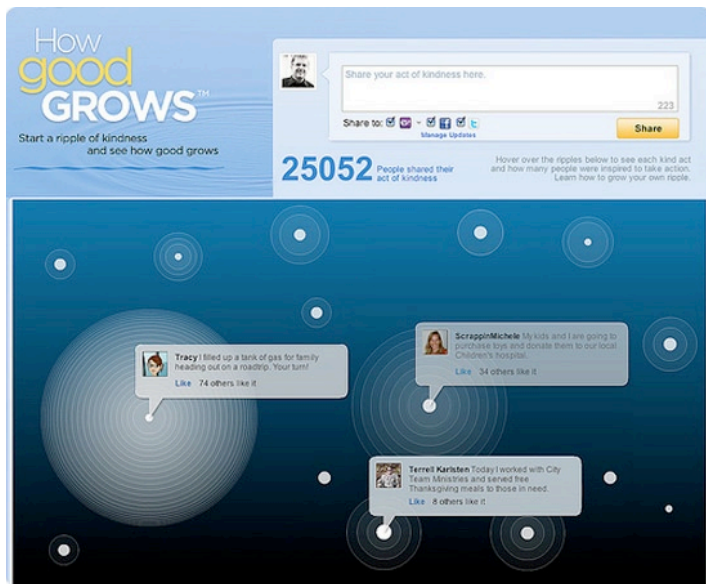 How
good
GROWS™
Start a ripple of kindness
and see how good grows
Share your act of kindness here.
223
Share to:
Manage Updates
Share
25052 People shared their
act of kindness
Hover over the ripples below to see each kind act
and how many people were inspired to take action.
Learn how to grow your own ripple.
ScrappinMichele My kids and I are going to
purchase toys and donate them to our local
Children's hospital.
Like 34 others like it
Tracy I filled up a tank of gas for family
heading out on a roadtrip. Your turn!
Like 74 others like it
Terrell Karlsten Today I worked with City
Team Ministries and served free
Thanksgiving meals to those in need.
Like 8 others like it